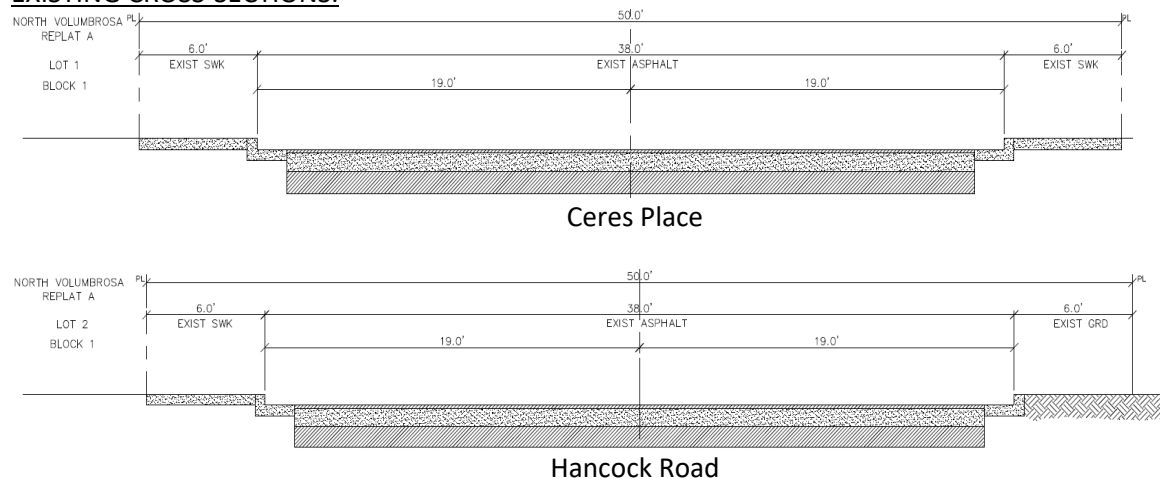 EXISTING CROSS SECTIONS:
NORTH VOLUMBROSA PL 50.0'
REPLAT A
6.0' 38.0' 6.0'
LOT 1 EXIST SWK EXIST ASPHALT EXIST SWK
BLOCK 1 19.0' 19.0'
Ceres Place
NORTH VOLUMBROSA PL 50.0' PL
REPLAT A
6.0' 38.0' 6.0'
LOT 2 EXIST SWK EXIST ASPHALT EXIST GRD
BLOCK 1 19.0' 19.0'
Hancock Road